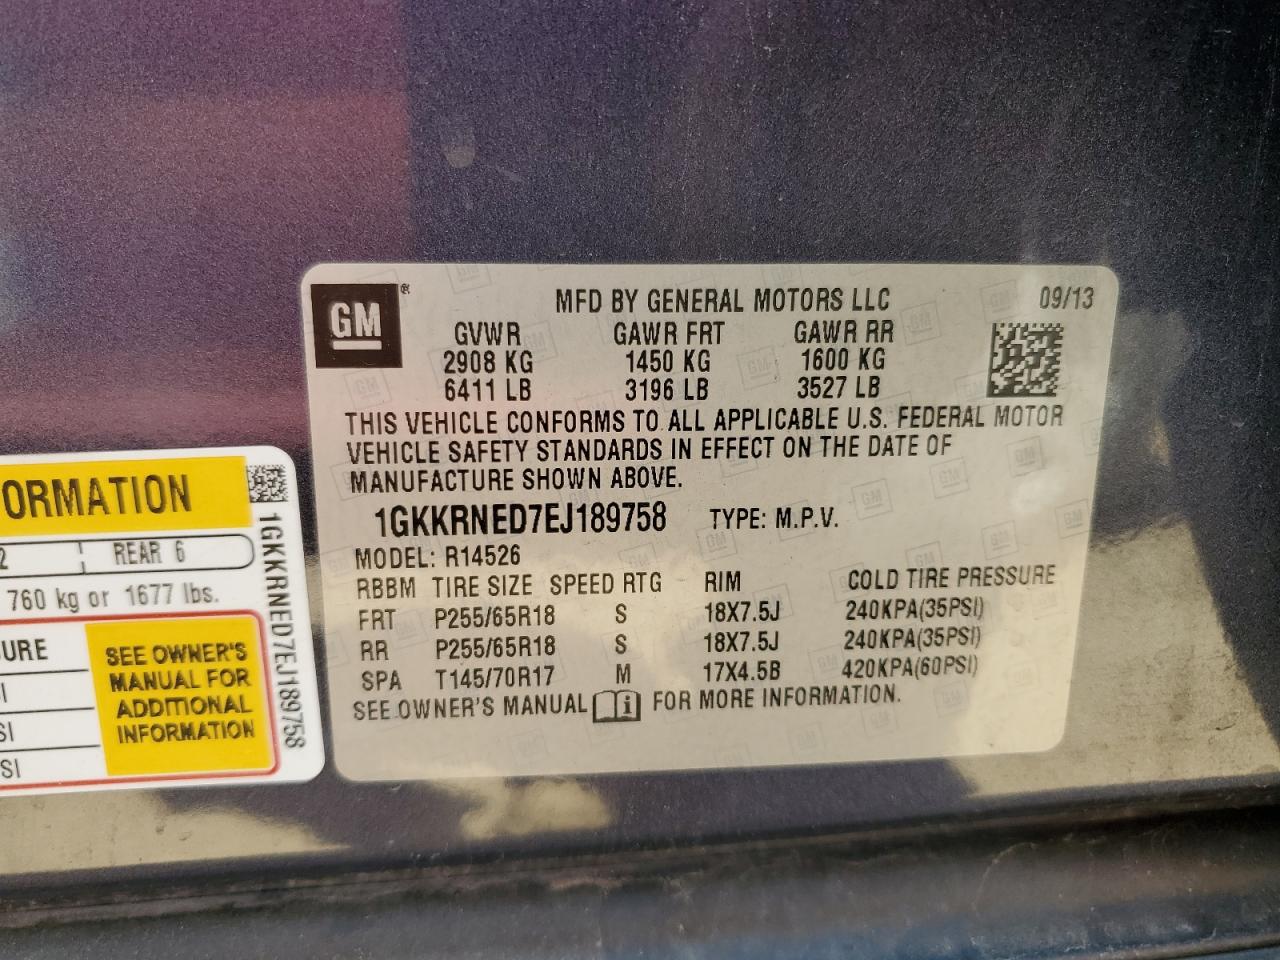 GM®
MFD BY GENERAL MOTORS LLC 09/13
GVWR GAWR FRT GAWR RR
2908 KG 1450 KG 1600 KG
6411 LB 3196 LB 3527 LB
THIS VEHICLE CONFORMS TO ALL APPLICABLE U.S. FEDERAL MOTOR
VEHICLE SAFETY STANDARDS IN EFFECT ON THE DATE OF
MANUFACTURE SHOWN ABOVE.
1GKKRNED7EJ189758 TYPE: M.P.V.
MODEL: R14526
RBBM TIRE SIZE SPEED RTG RIM COLD TIRE PRESSURE
FRT P255/65R18 S 18X7.5J 240KPA(35PSI)
RR P255/65R18 S 18X7.5J 240KPA(35PSI)
SPA T145/70R17 M 17X4.5B 420KPA(60PSI)
SEE OWNER'S MANUAL i FOR MORE INFORMATION.
ORMATION
2 REAR 6
760 kg or 1677 lbs.
URE
SI
SI
SI
SEE OWNER'S
MANUAL FOR
ADDITIONAL
INFORMATION
1GKKRNED7EJ189758